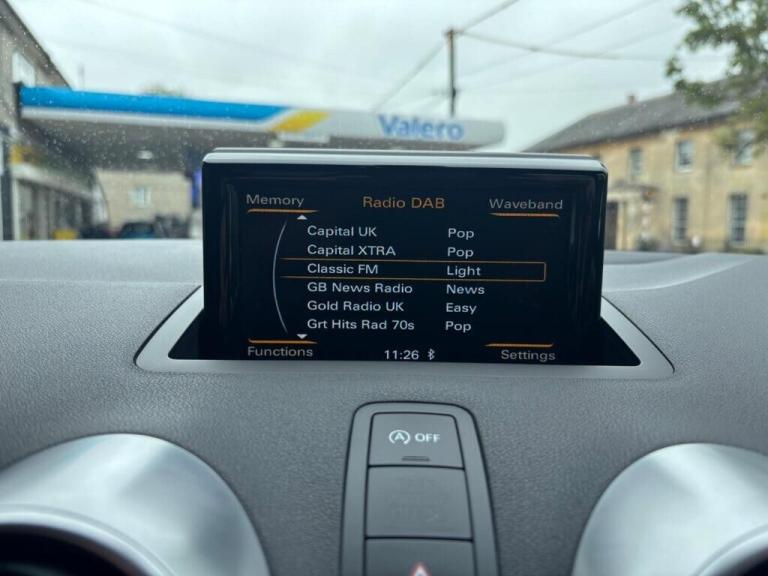 Valero
Memory Radio DAB Waveband
Capital UK Pop
Capital XTRA Pop
Classic FM Light
GB News Radio News
Gold Radio UK Easy
Grt Hits Rad 70s Pop
Functions 11:26 Settings
A OFF